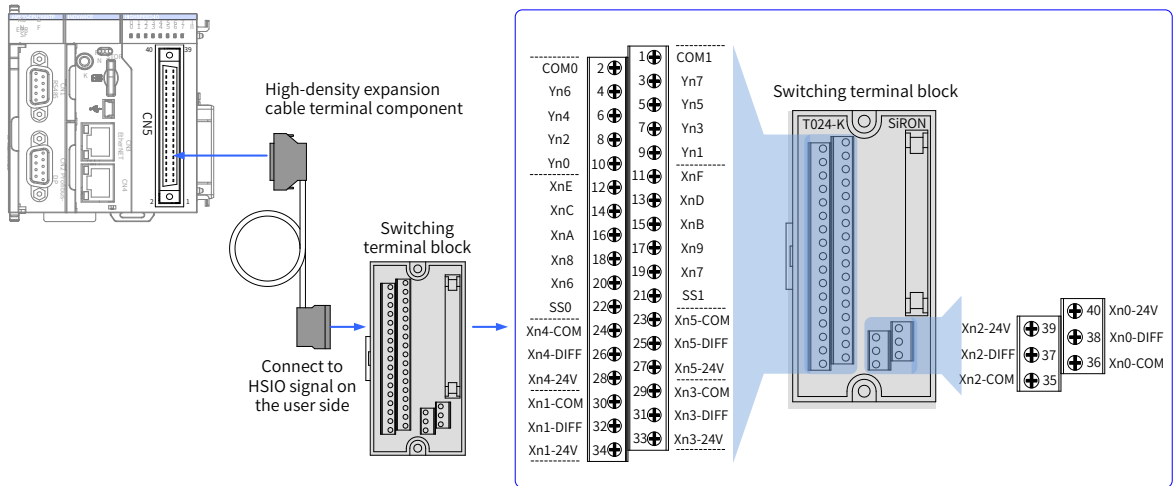 40
39
CN5
2
1
RS485
CN1
EtherNET
CN3
CN4
High-density expansion
cable terminal component
Switching
terminal block
Connect to
HSIO signal on
the user side
COM0 2
Yn6 4
Yn4 6
Yn2 8
Yn0 10
XnE 12
XnC 14
XnA 16
Xn8 18
Xn6 20
SS0 22
Xn4-COM 24
Xn4-DIFF 26
Xn4-24V 28
Xn1-COM 30
Xn1-DIFF 32
Xn1-24V 34
1 COM1
3 Yn7
5 Yn5
7 Yn3
9 Yn1
11 XnF
13 XnD
15 XnB
17 Xn9
19 Xn7
21 SS1
23 Xn5-COM
25 Xn5-DIFF
27 Xn5-24V
29 Xn3-COM
31 Xn3-DIFF
33 Xn3-24V
Switching terminal block
T024-K SiRON
Xn2-24V 39
Xn2-DIFF 37
Xn2-COM 35
40 Xn0-24V
38 Xn0-DIFF
36 Xn0-COM